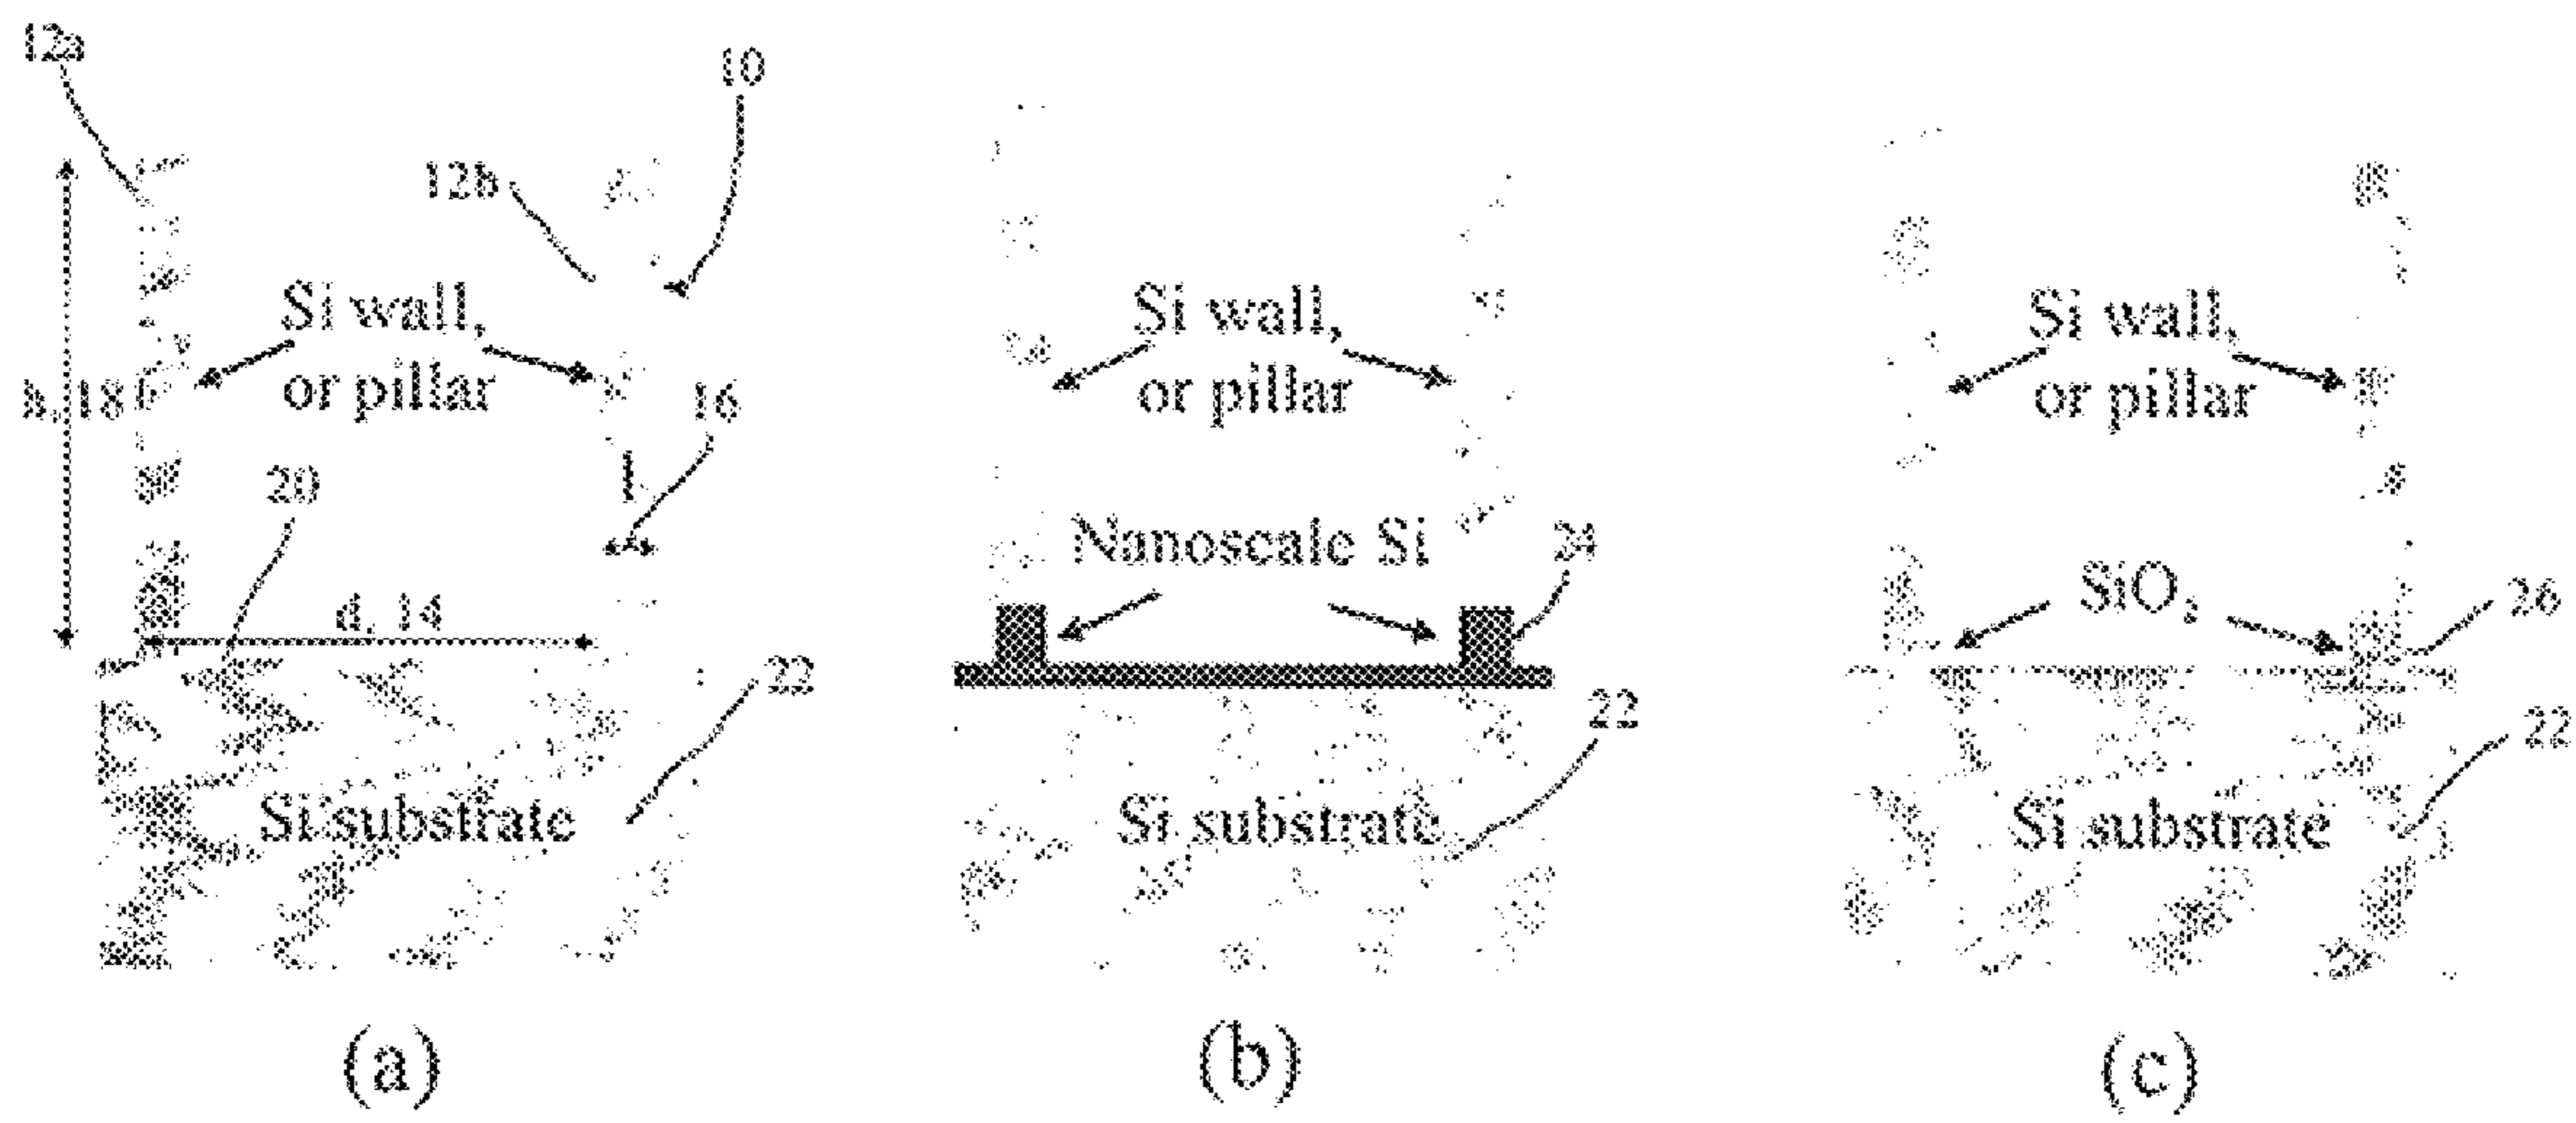 12a
10
12b
Si wall,
or pillar
h, 18
16
20
d, 14
22
Si substrate
(a)
Si wall,
or pillar
Nanoscale Si
24
22
Si substrate
(b)
Si wall,
or pillar
SiO₂
26
22
Si substrate
(c)